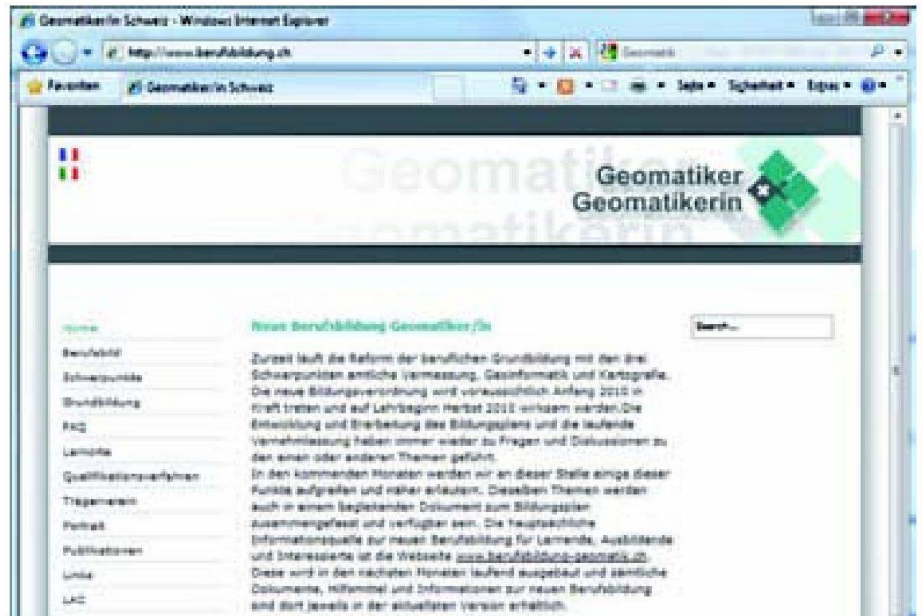 Geomatiker/in Schweiz - Windows Internet Explorer
http://www.berufsbildung.ch
Geomatik
Favoriten
Geomatiker/in Schweiz
Seite
Sicherheit
Extras
Geomatiker
Geomatikerin
Geomatiker
Geomatikerin
Home
Berufsbild
Schwerpunkte
Grundbildung
FAQ
Lernorte
Qualifikationsverfahren
Trägerverein
Portrait
Publikationen
Links
Neue Berufsbildung Geomatiker/in
Zurzeit läuft die Reform der beruflichen Grundbildung mit den drei
Schwerpunkten amtliche Vermessung, Geoinformatik und Kartografie.
Die neue Bildungsverordnung wird voraussichtlich Anfang 2010 in
Kraft treten und auf Lehrbeginn Herbst 2010 wirksam werden.Die
Entwicklung und Erarbeitung des Bildungsplans und die laufende
Vernehmlassung haben immer wieder zu Fragen und Diskussionen zu
den einen oder anderen Themen geführt.
In den kommenden Monaten werden wir an dieser Stelle einige dieser
Punkte aufgreifen und näher erläutern. Dieselben Themen werden
auch in einem begleitenden Dokument zum Bildungsplan
zusammengefasst und verfügbar sein. Die hauptsächliche
Informationsquelle zur neuen Berufsbildung für Lernende, Ausbildende
und Interessierte ist die Webseite www.berufsbildung-geomatik.ch.
Diese wird in den nächsten Monaten laufend ausgebaut und sämtliche
Dokumente, Hilfsmittel und Informationen zur neuen Berufsbildung
sind dort jeweils in der aktuellsten Version erhältlich.
Search...